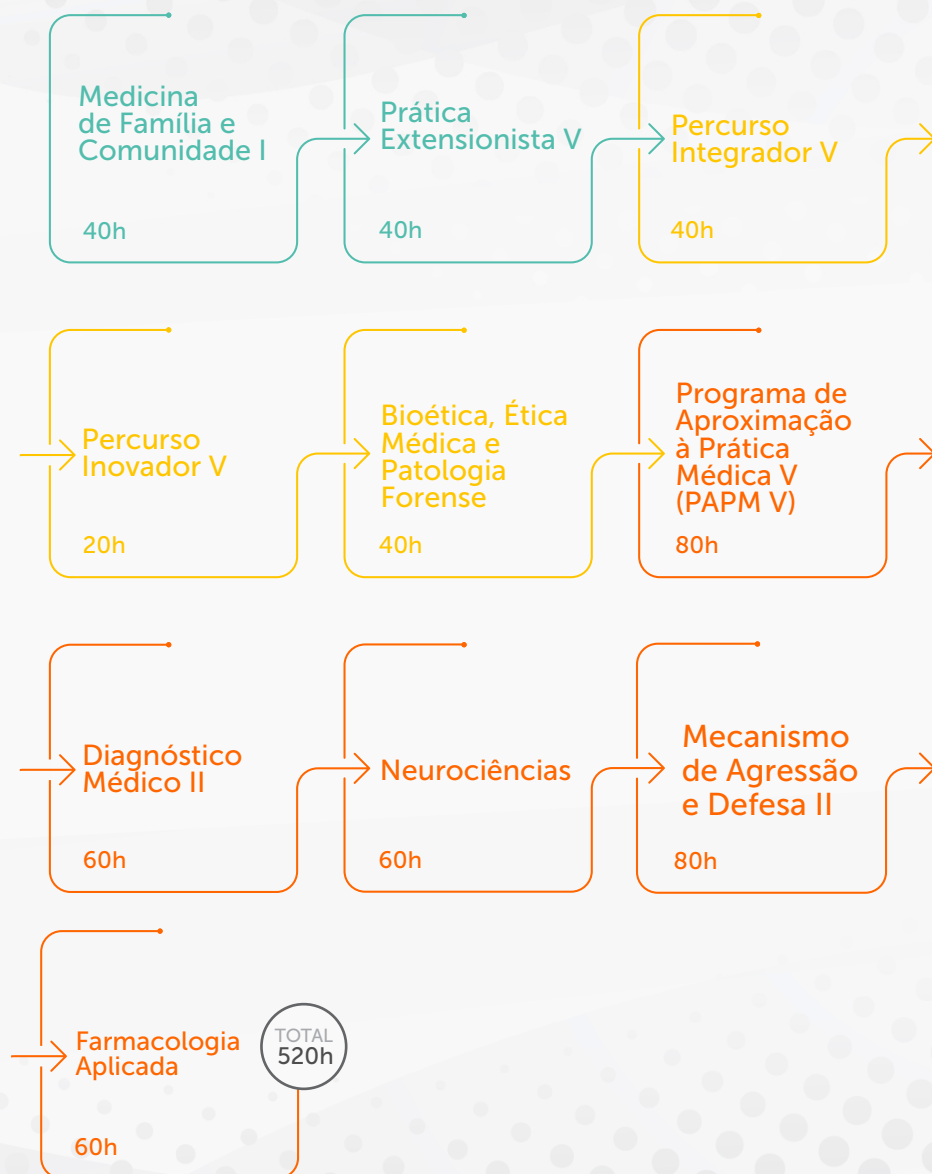 Medicina
de Família e
Comunidade I
40h
Prática
Extensionista V
40h
Percurso
Integrador V
40h
Percurso
Inovador V
20h
Bioética, Ética
Médica e
Patologia
Forense
40h
Programa de
Aproximação
à Prática
Médica V
(PAPM V)
80h
Diagnóstico
Médico II
60h
Neurociências
60h
Mecanismo
de Agressão
e Defesa II
80h
Farmacologia
Aplicada
60h
TOTAL
520h